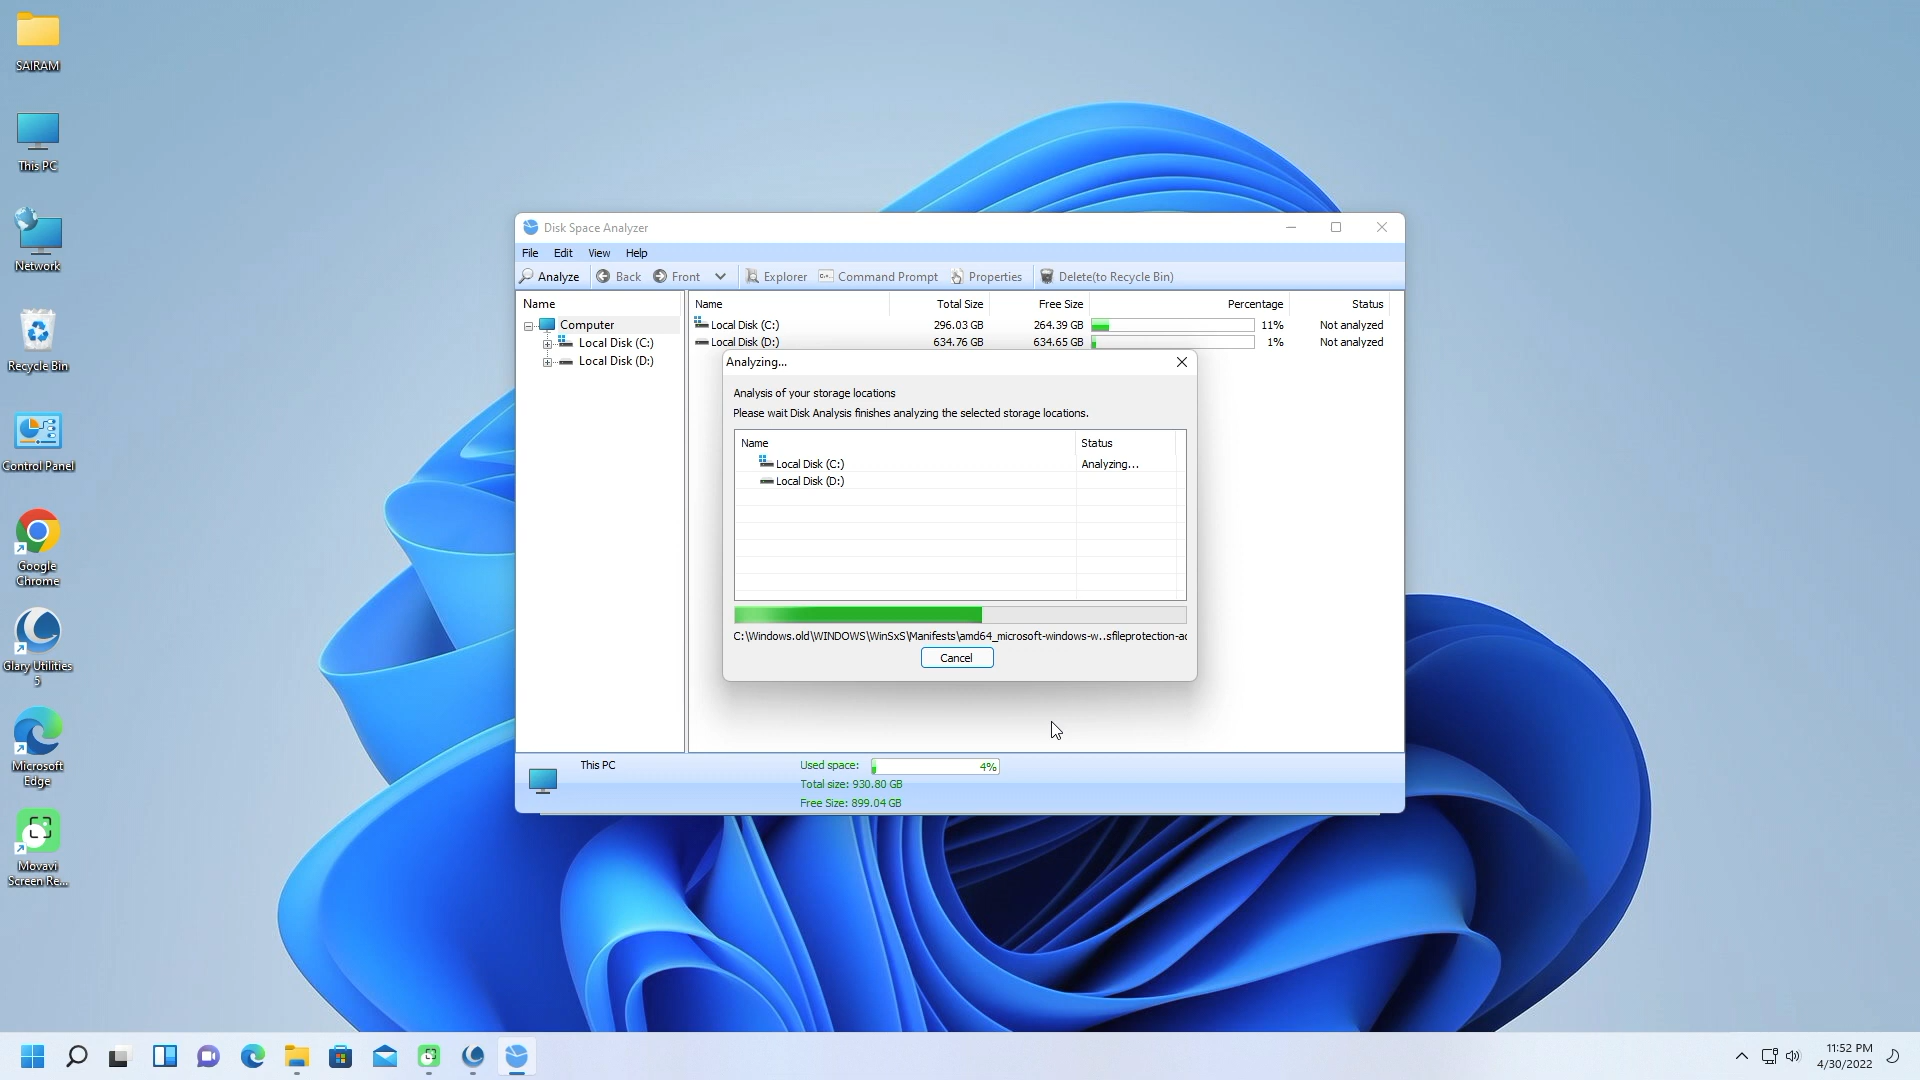 SAIRAM
This PC
Network
Recycle Bin
Control Panel
Google
Chrome
Glary Utilities
5
Microsoft
Edge
Movavi
Screen Re...
Disk Space Analyzer
File Edit View Help
Analyze Back Front Explorer Command Prompt Properties Delete(to Recycle Bin)
Name
Computer
Local Disk (C:)
Local Disk (D:)
Name Total Size Free Size Percentage Status
Local Disk (C:) 296.03 GB 264.39 GB 11% Not analyzed
Local Disk (D:) 634.76 GB 634.65 GB 1% Not analyzed
Analyzing...
Analysis of your storage locations
Please wait Disk Analysis finishes analyzing the selected storage locations.
Name Status
Local Disk (C:) Analyzing...
Local Disk (D:)
C:\Windows.old\WINDOWS\WinSxS\Manifests\amd64_microsoft-windows-w..sfileprotection-ac
Cancel
This PC
Used space: 4%
Total size: 930.80 GB
Free Size: 899.04 GB
11:52 PM
4/30/2022